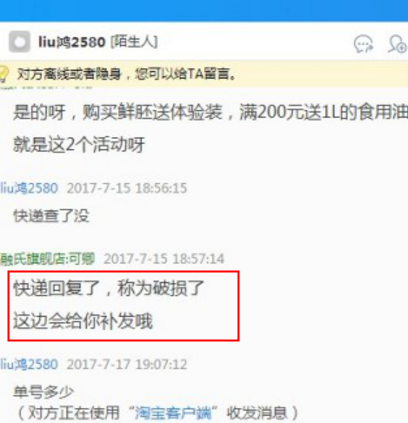 liu鸿2580 [陌生人]
对方离线或者隐身，您可以给TA留言。
是的呀，购买鲜胚送体验装，满200元送1L的食用油
就是这2个活动呀
liu鸿2580 2017-7-15 18:56:15
快递查了没
融氏旗舰店:可卿 2017-7-15 18:57:14
快递回复了，称为破损了
这边会给你补发哦
liu鸿2580 2017-7-17 19:07:12
单号多少
（对方正在使用“淘宝客户端”收发消息）